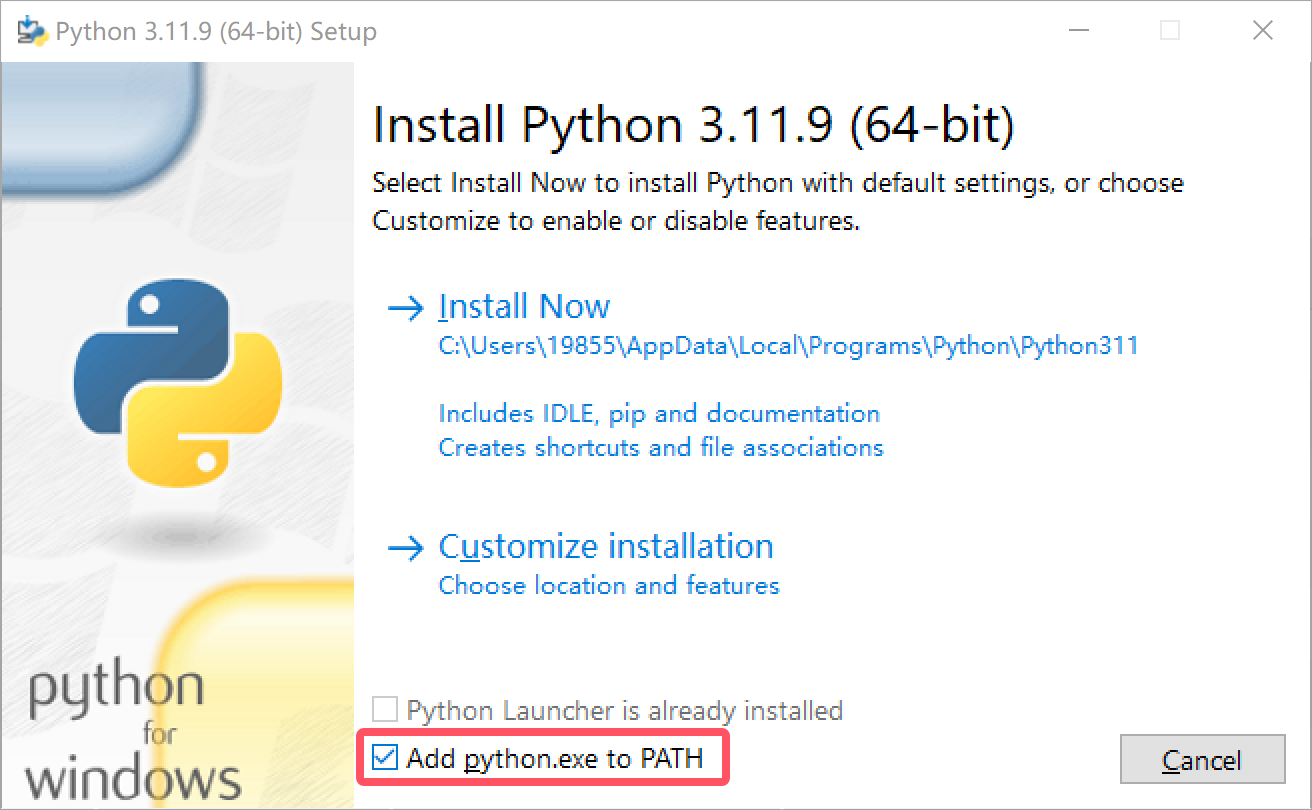 Python 3.11.9 (64-bit) Setup
Install Python 3.11.9 (64-bit)
Select Install Now to install Python with default settings, or choose
Customize to enable or disable features.
Install Now
C:\Users\19855\AppData\Local\Programs\Python\Python311
Includes IDLE, pip and documentation
Creates shortcuts and file associations
Customize installation
Choose location and features
Python Launcher is already installed
Add python.exe to PATH
Cancel
python
for
windows